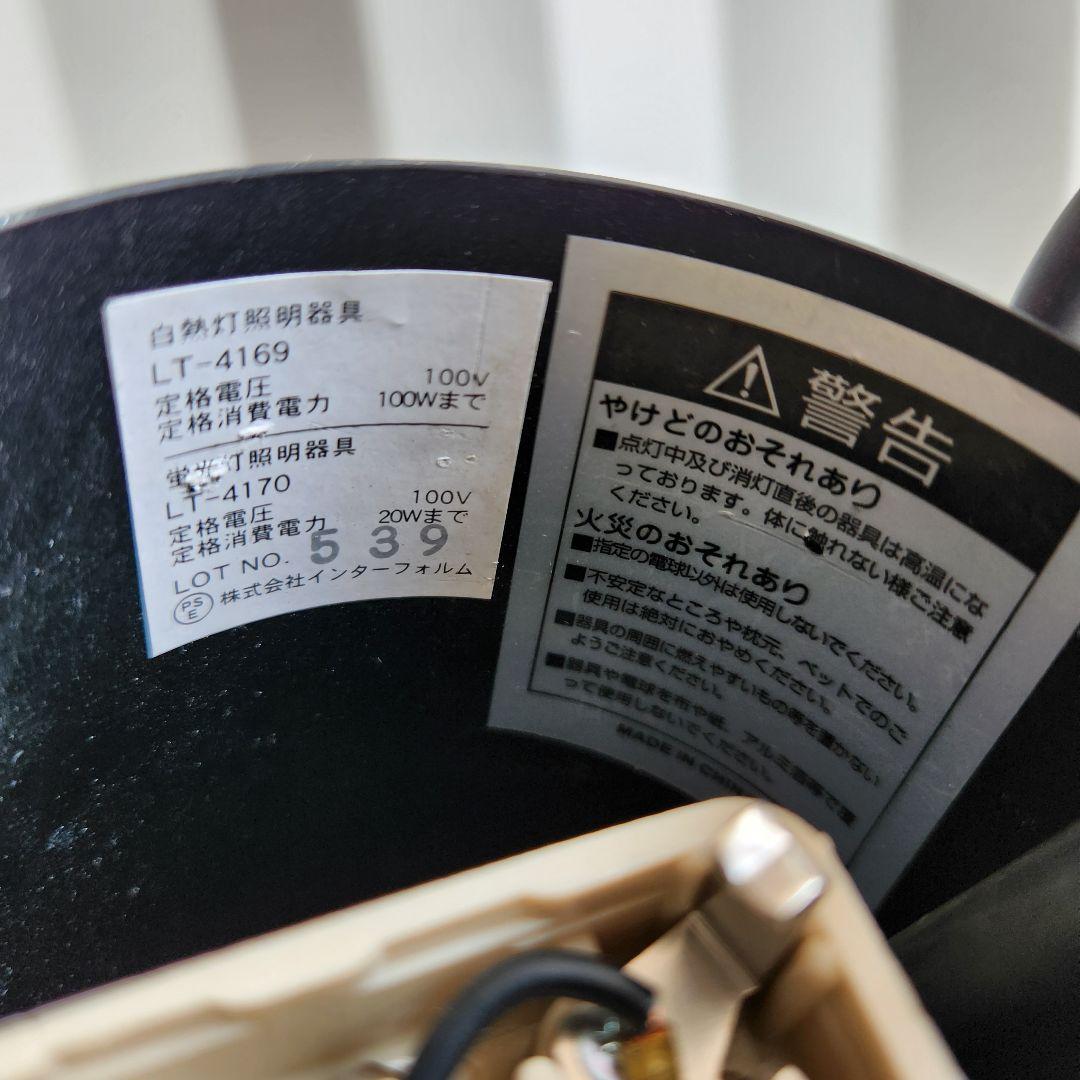 白熱灯照明器具
LT-4169
定格電圧 100V
定格消費電力 100Wまで
蛍光灯照明器具
LT-4170
定格電圧 100V
定格消費電力 20Wまで
LOT NO. 539
PSE 株式会社インターフォルム
警告
やけどのおそれあり
■点灯中及び消灯直後の器具は高温にな
っております。体に触れない様ご注意
ください。
火災のおそれあり
■指定の電球以外は使用しないでください。
■不安定なところや枕元、ベットでのご
使用は絶対におやめください。
■器具の周囲に燃えやすいもの等を置かない
ようご注意ください。
■器具や電球を布や紙、アルミ箔等で覆
って使用しないでください。
MADE IN CHINA